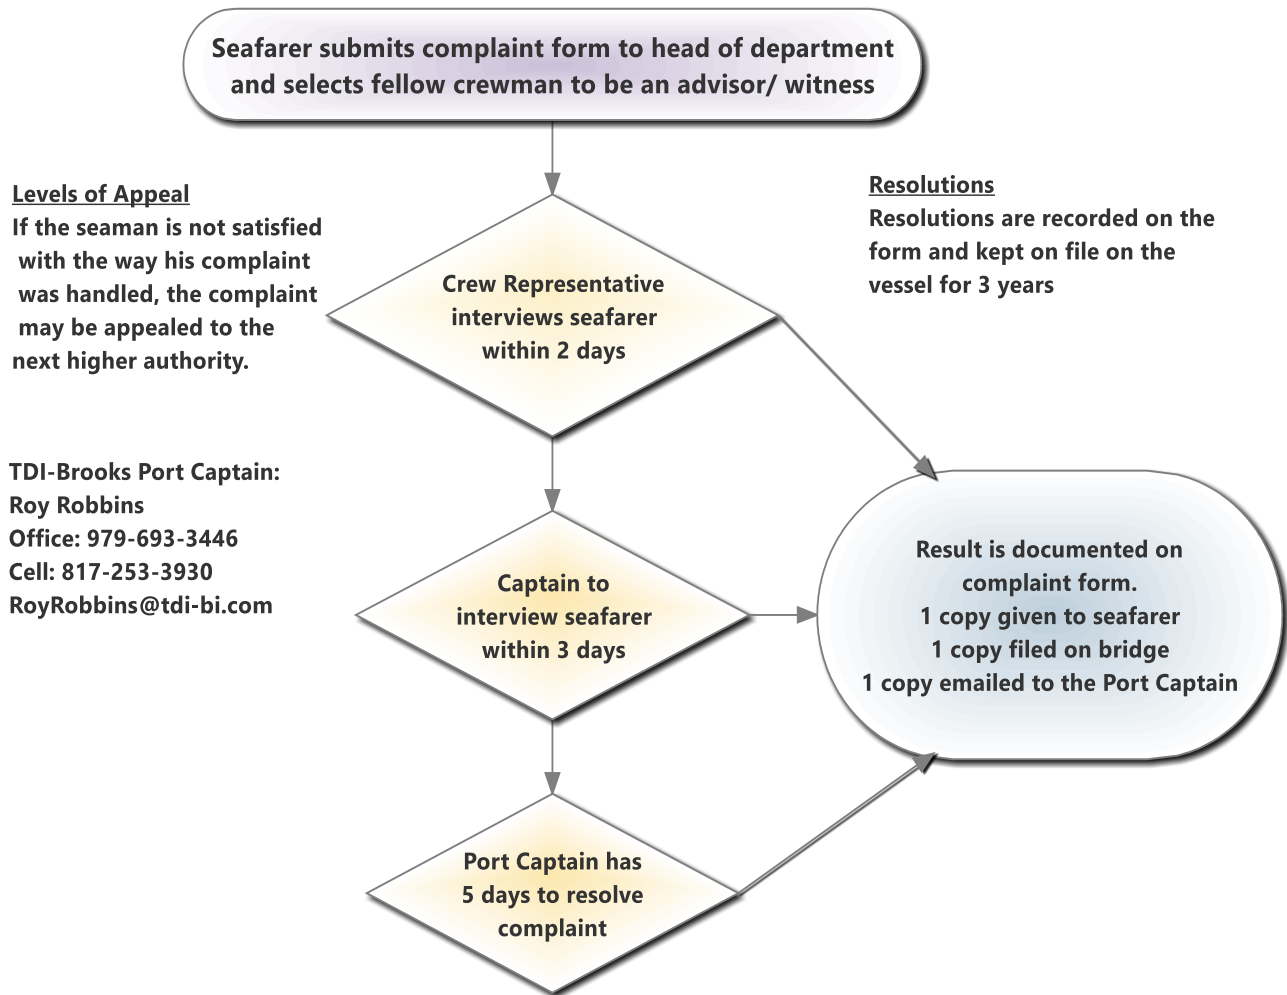 Seafarer submits complaint form to head of department
and selects fellow crewman to be an advisor/ witness
Levels of Appeal
If the seaman is not satisfied
with the way his complaint
was handled, the complaint
may be appealed to the
next higher authority.
Resolutions
Resolutions are recorded on the
form and kept on file on the
vessel for 3 years
Crew Representative
interviews seafarer
within 2 days
TDI-Brooks Port Captain:
Roy Robbins
Office: 979-693-3446
Cell: 817-253-3930
RoyRobbins@tdi-bi.com
Captain to
interview seafarer
within 3 days
Result is documented on
complaint form.
1 copy given to seafarer
1 copy filed on bridge
1 copy emailed to the Port Captain
Port Captain has
5 days to resolve
complaint